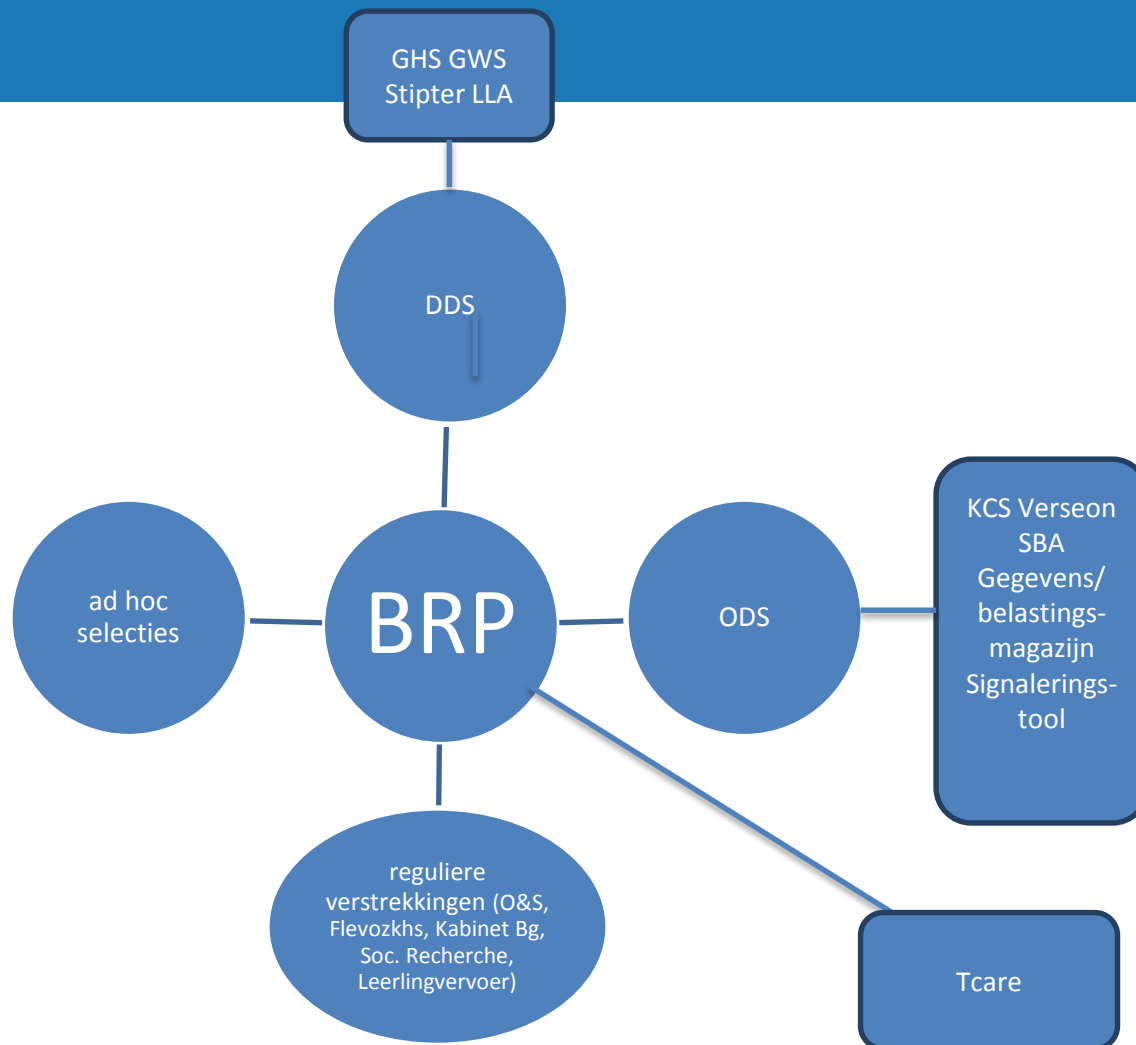 GHS GWS
Stipter LLA
DDS
ad hoc
selecties
BRP
ODS
KCS Verseon
SBA
Gegevens/
belastings-
magazijn
Signalerings-
tool
reguliere
verstrekkingen (O&S,
Flevozkhs, Kabinet Bg,
Soc. Recherche,
Leerlingvervoer)
Tcare